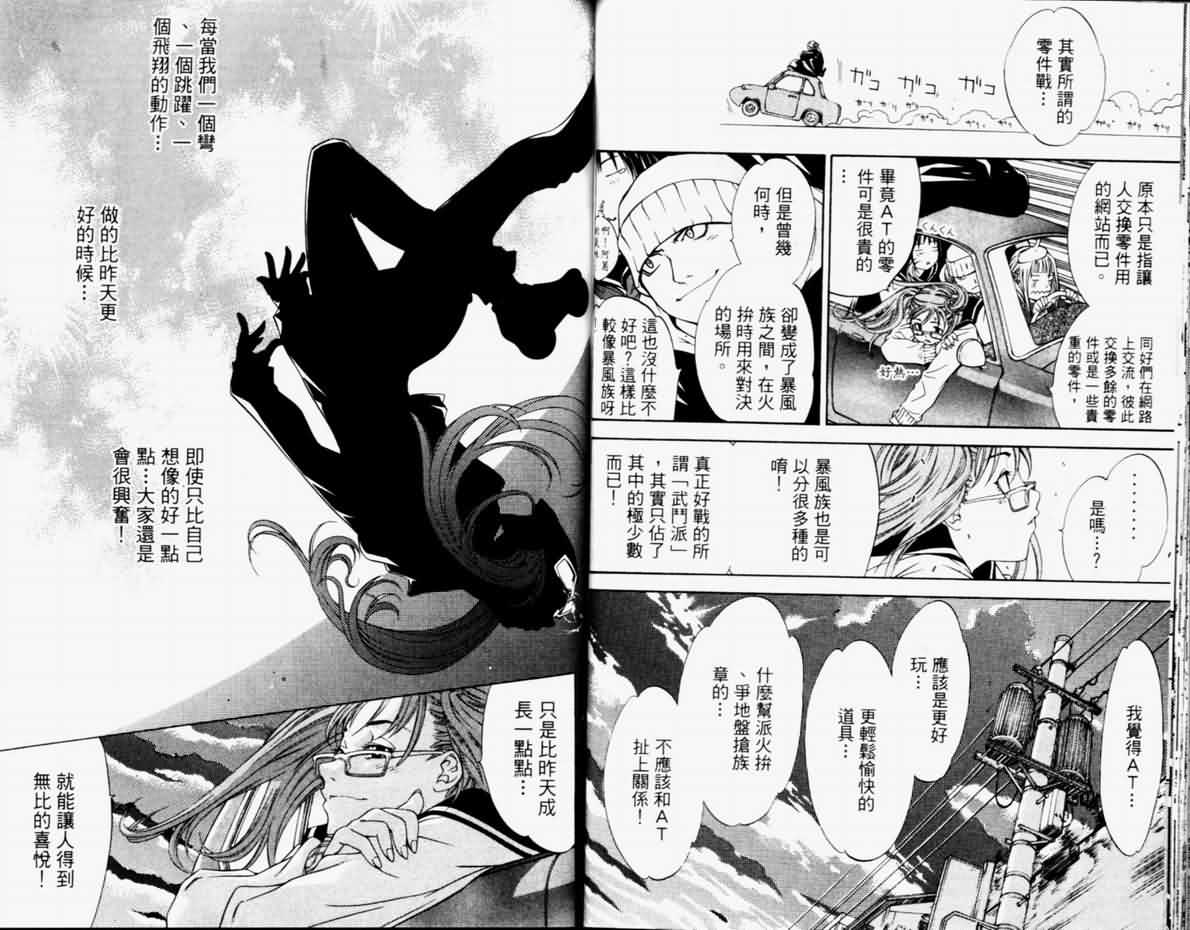 其實所謂的
零件戰…
ガコ
ガコ
ガコ
原本只是指讓
人交換零件用
的網站而已。
同好們在網路
上交流，彼此
交換多餘的零
件或是一些貴
重的零件，
畢竟AT的零
件可是很貴的
…
くんくん
好熱…
但是曾幾
何時，
卻變成了暴風
族之間，在火
拚時用來對決
的場所。
這也沒什麼不
好吧？這樣比
較像暴風族呀
！
………
是嗎…？
暴風族也是可
以分很多種的
唷！
真正好戰的所
謂「武鬥派」
，其實只佔了
其中的極少數
而已！
我覺得AT…
應該是更好
玩…
更輕鬆愉快的
道具…
什麼幫派火拚
、爭地盤搶族
章的…
不應該和AT
扯上關係！
每當我們一個彎
、一個跳躍、一
個飛翔的動作…
做的比昨天更
好的時候…
即使只比自己
想像的好一點
點…大家還是
會很興奮！
只是比昨天成
長一點點…
就能讓人得到
無比的喜悅！